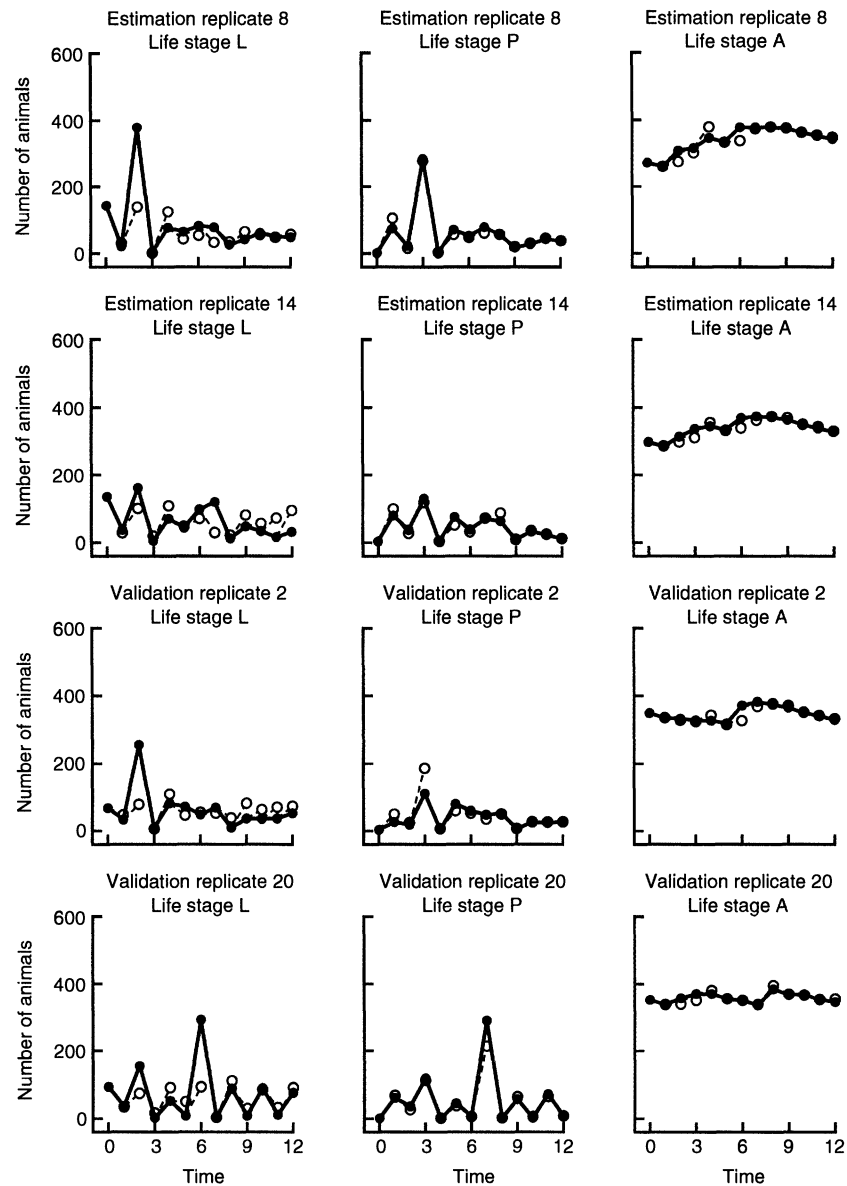 Estimation replicate 8
Life stage L
Estimation replicate 8
Life stage P
Estimation replicate 8
Life stage A
Number of animals
600
400
200
0
Estimation replicate 14
Life stage L
Estimation replicate 14
Life stage P
Estimation replicate 14
Life stage A
Number of animals
600
400
200
0
Validation replicate 2
Life stage L
Validation replicate 2
Life stage P
Validation replicate 2
Life stage A
Number of animals
600
400
200
0
Validation replicate 20
Life stage L
Validation replicate 20
Life stage P
Validation replicate 20
Life stage A
Number of animals
600
400
200
0
0 3 6 9 12
0 3 6 9 12
0 3 6 9 12
Time
Time
Time